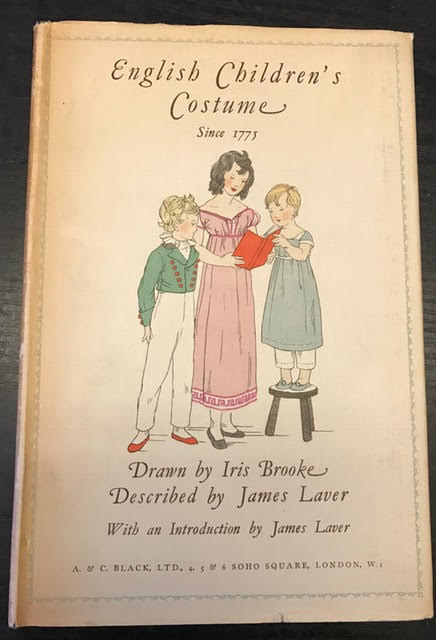 English Children's
Costume
Since 1775
Drawn by Iris Brooke
Described by James Laver
With an Introduction by James Laver
A. & C. BLACK, LTD., 4, 5 & 6 SOHO SQUARE, LONDON, W.1